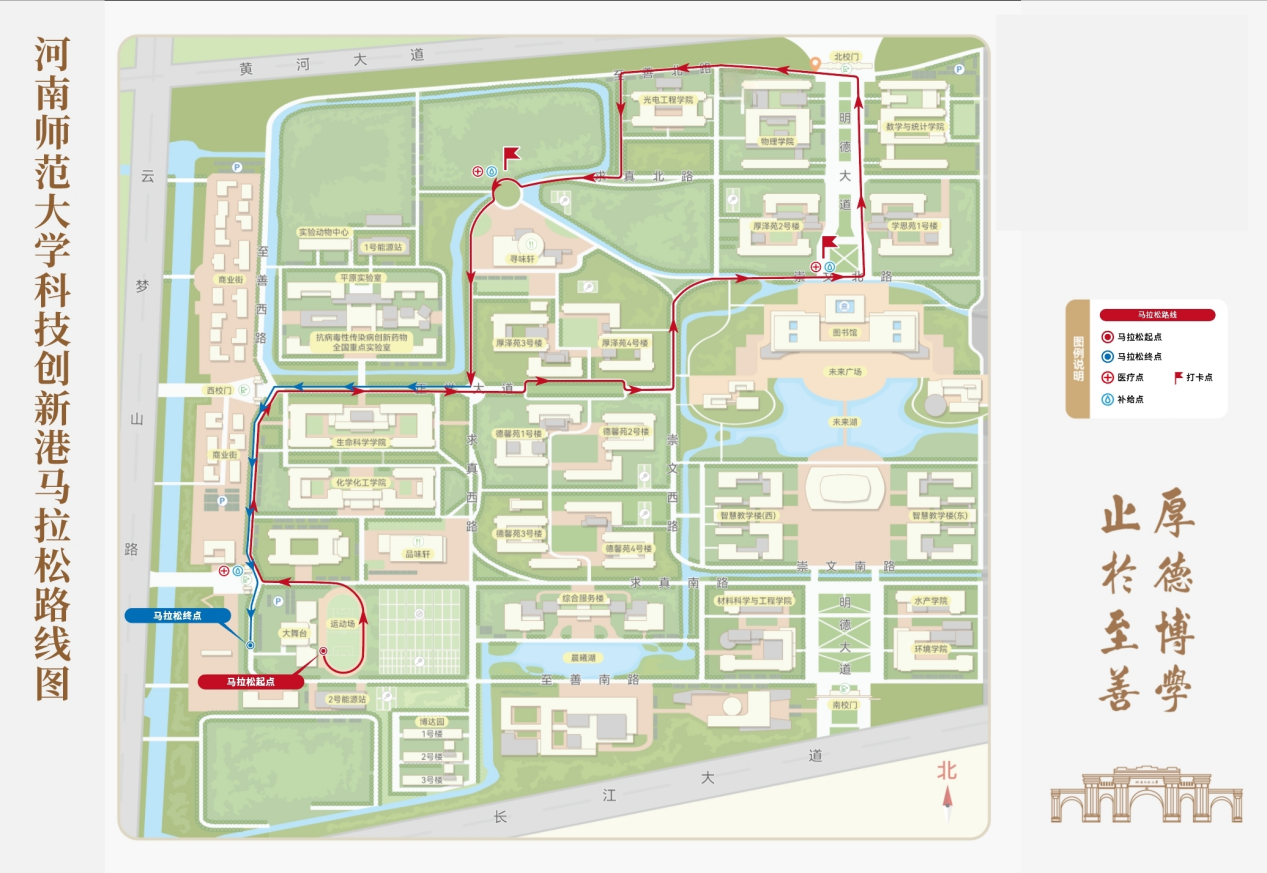 河南师范大学科技创新港马拉松路线图
黄河大道
北校门
至善北路
光电工程学院
物理学院
数学与统计学院
明德大道
求真北路
云梦山路
实验动物中心
1号能源站
寻味轩
厚泽苑2号楼
学思苑1号楼
商业街
平原实验室
至善西路
崇文北路
抗病毒性传染病创新药物
全国重点实验室
厚泽苑3号楼
厚泽苑4号楼
图书馆
未来广场
西校门
大道
未来湖
生命科学学院
德馨苑1号楼
德馨苑2号楼
商业街
求真西路
崇文西路
化学化工学院
智慧教学楼(西)
智慧教学楼(东)
德馨苑3号楼
德馨苑4号楼
品味轩
崇文南路
求真南路
综合服务楼
材料科学与工程学院
明德大道
水产学院
马拉松终点
大舞台
运动场
环境学院
晨曦湖
马拉松起点
至善南路
2号能源站
南校门
博达园
1号楼
2号楼
3号楼
长江大道
北
图例说明
马拉松路线
马拉松起点
马拉松终点
医疗点
打卡点
补给点
厚德博學
止於至善